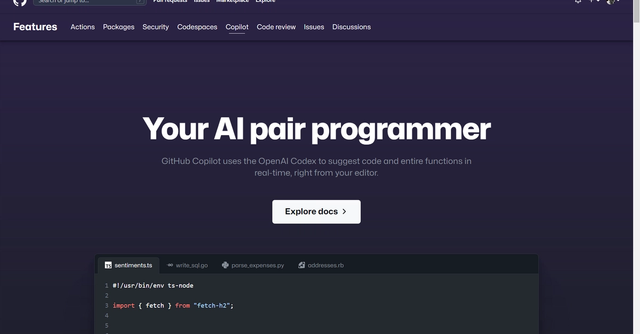 Search or jump to... /
Pull requests Issues Marketplace Explore
Features Actions Packages Security Codespaces Copilot Code review Issues Discussions
Your AI pair programmer
GitHub Copilot uses the OpenAI Codex to suggest code and entire functions in
real-time, right from your editor.
Explore docs >
TS sentiments.ts GO write_sql.go parse_expenses.py addresses.rb
1 #!/usr/bin/env ts-node
2
3 import { fetch } from "fetch-h2";
4
5